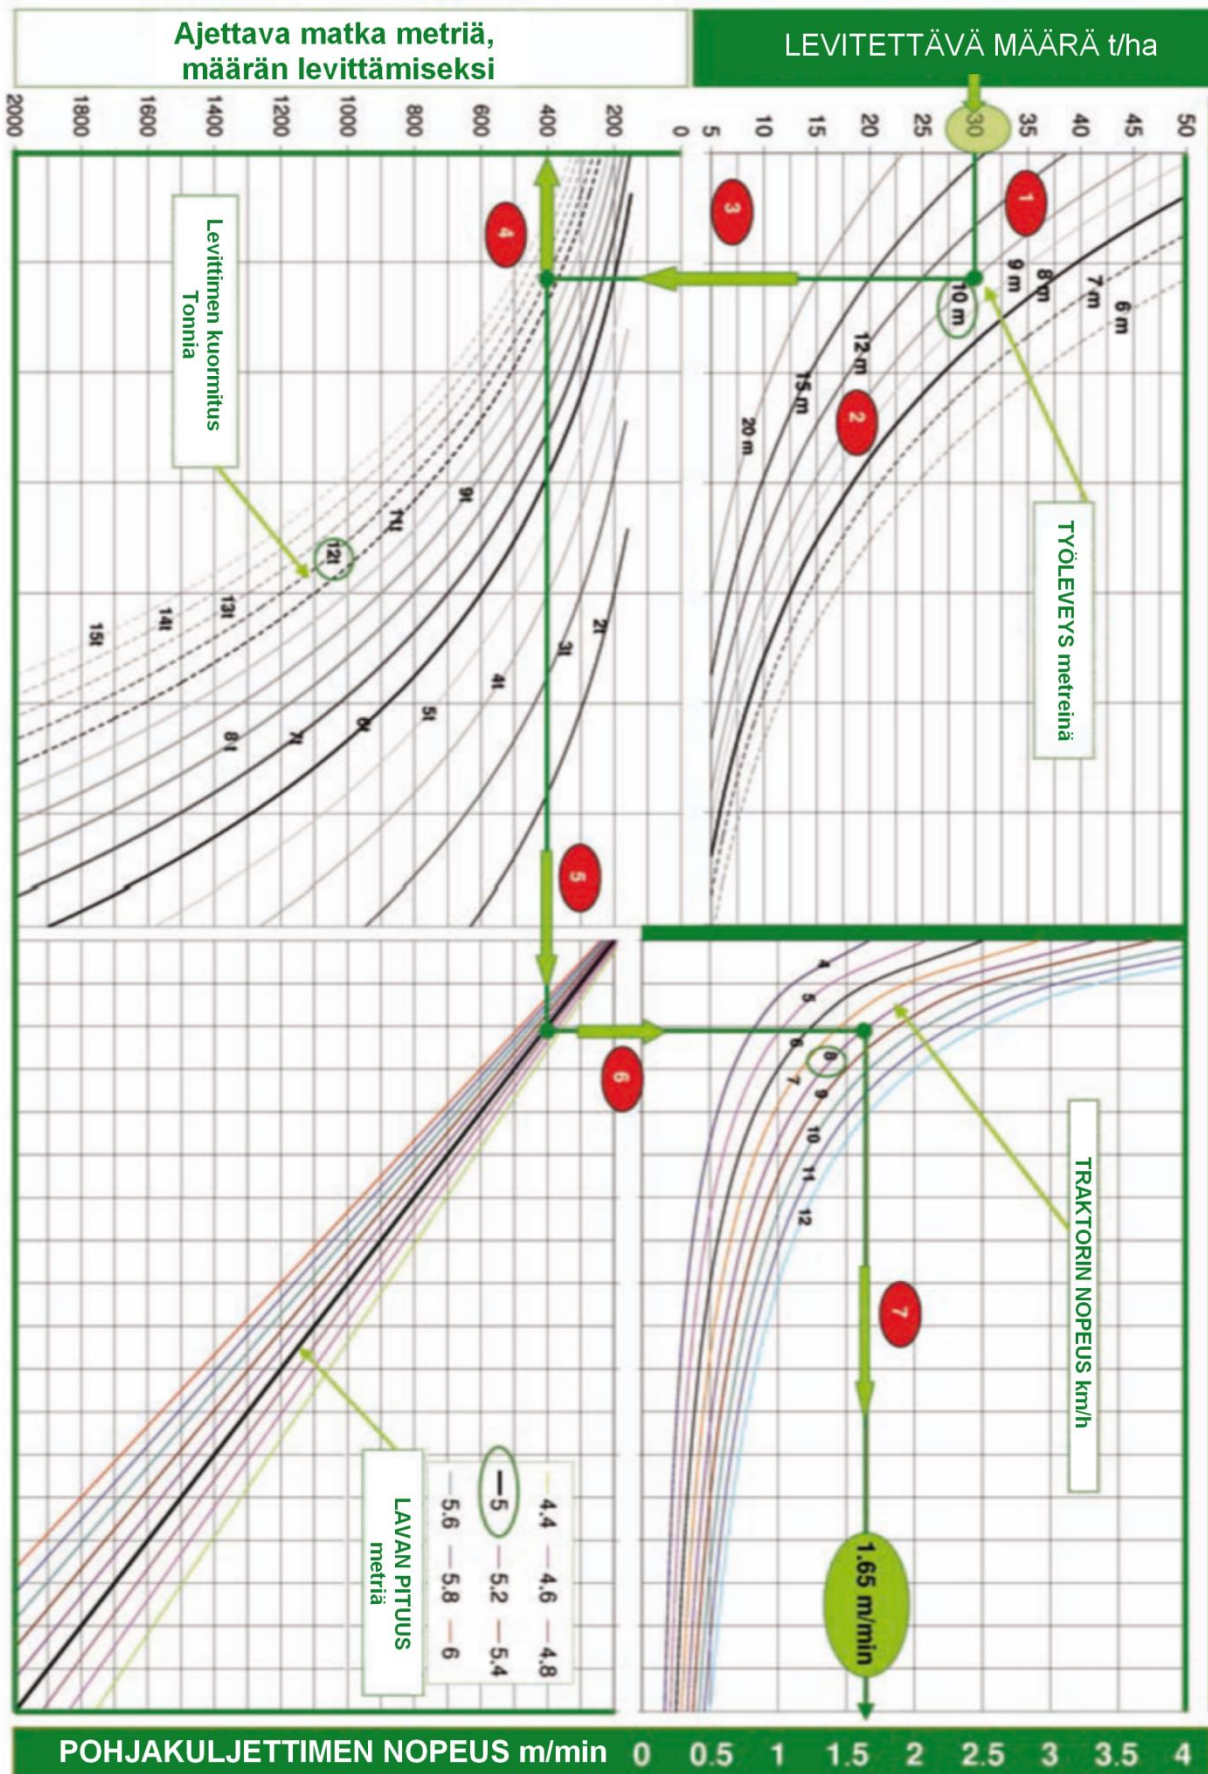 Ajettava matka metriä,
määrän levittämiseksi
LEVITETTÄVÄ MÄÄRÄ t/ha
2000 1800 1600 1400 1200 1000 800 600 400 200 0
5 10 15 20 25 30 35 40 45 50
1
2
3
4
5
6
7
6 m
7 m
8 m
9 m
10 m
12 m
15 m
20 m
TYÖLEVEYS metreinä
Levittimen kuormitus
Tonnia
2t
3t
4t
5t
6t
7t
8t
9t
11t
12t
13t
14t
15t
4
5
6
7
8
9
10
11
12
TRAKTORIN NOPEUS km/h
1.65 m/min
4.4 4.6 4.8
5 5.2 5.4
5.6 5.8 6
LAVAN PITUUS
metriä
POHJAKULJETTIMEN NOPEUS m/min 0 0.5 1 1.5 2 2.5 3 3.5 4